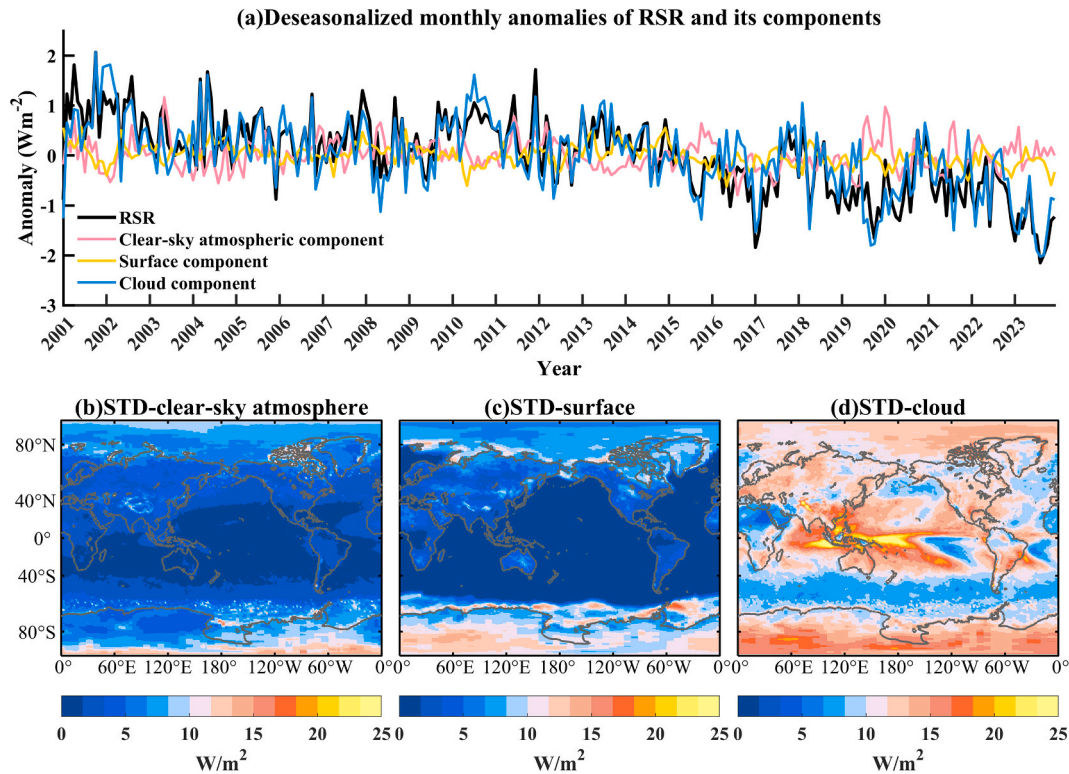 (a)Deseasonalized monthly anomalies of RSR and its components
Anomaly (Wm-2)
2
1
0
-1
-2
-3
RSR
Clear-sky atmospheric component
Surface component
Cloud component
2001 2002 2003 2004 2005 2006 2007 2008 2009 2010 2011 2012 2013 2014 2015 2016 2017 2018 2019 2020 2021 2022 2023
Year
(b)STD-clear-sky atmosphere (c)STD-surface (d)STD-cloud
80°N
40°N
0°
40°S
80°S
0° 60°E 120°E 180° 120°W 60°W 0° 60°E 120°E 180° 120°W 60°W 0° 60°E 120°E 180° 120°W 60°W 0°
0 5 10 15 20 25 0 5 10 15 20 25 0 5 10 15 20 25
W/m2 W/m2 W/m2